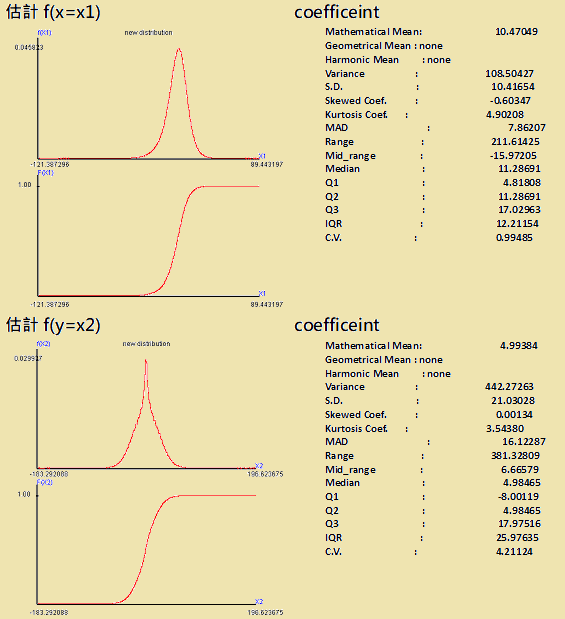 估計 f(x=x1)
coefficeint
f(X1)
new distribution
0.045823
-121.387296
89.443197
X1
F(X1)
1.00
-121.387296
89.443197
X1
Mathematical Mean: 10.47049
Geometrical Mean : none
Harmonic Mean : none
Variance : 108.50427
S.D. : 10.41654
Skewed Coef. : -0.60347
Kurtosis Coef. : 4.90208
MAD : 7.86207
Range : 211.61425
Mid_range : -15.97205
Median : 11.28691
Q1 : 4.81808
Q2 : 11.28691
Q3 : 17.02963
IQR : 12.21154
C.V. : 0.99485
估計 f(y=x2)
coefficeint
f(X2)
new distribution
-183.292088
196.623675
X2
F(X2)
1.00
-183.292088
196.623675
X2
Mathematical Mean: 4.99384
Geometrical Mean : none
Harmonic Mean : none
Variance : 442.27263
S.D. : 21.03028
Skewed Coef. : 0.00134
Kurtosis Coef. : 3.54380
MAD : 16.12287
Range : 381.32809
Mid_range : 6.66579
Median : 4.98465
Q1 : -8.00119
Q2 : 4.98465
Q3 : 17.97516
IQR : 25.97635
C.V. : 4.21124